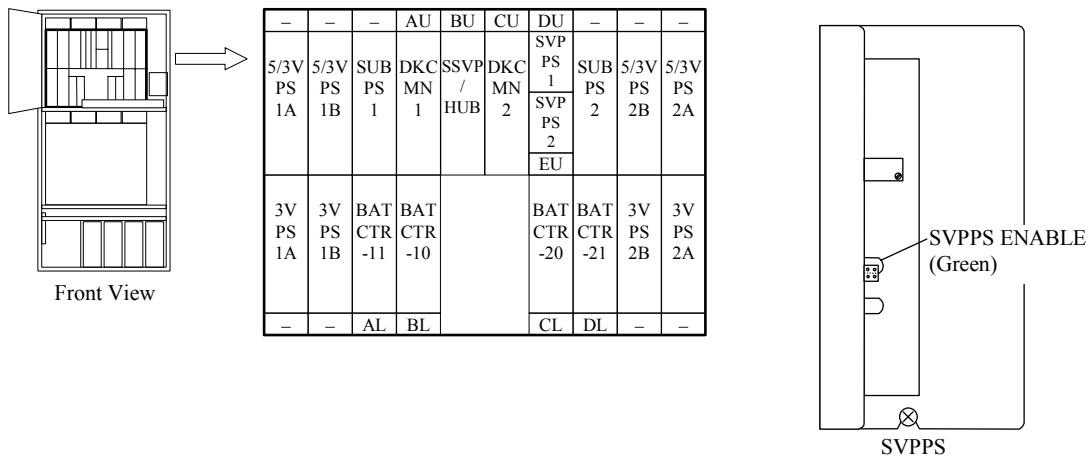 – – – AU BU CU DU – – –
5/3V PS 1A
5/3V PS 1B
SUB PS 1
DKC MN 1
SSVP / HUB
DKC MN 2
SVP PS 1
SVP PS 2
EU
SUB PS 2
5/3V PS 2B
5/3V PS 2A
3V PS 1A
3V PS 1B
BAT CTR -11
BAT CTR -10
BAT CTR -20
BAT CTR -21
3V PS 2B
3V PS 2A
– – AL BL CL DL – –
Front View
SVPPS ENABLE
(Green)
SVPPS